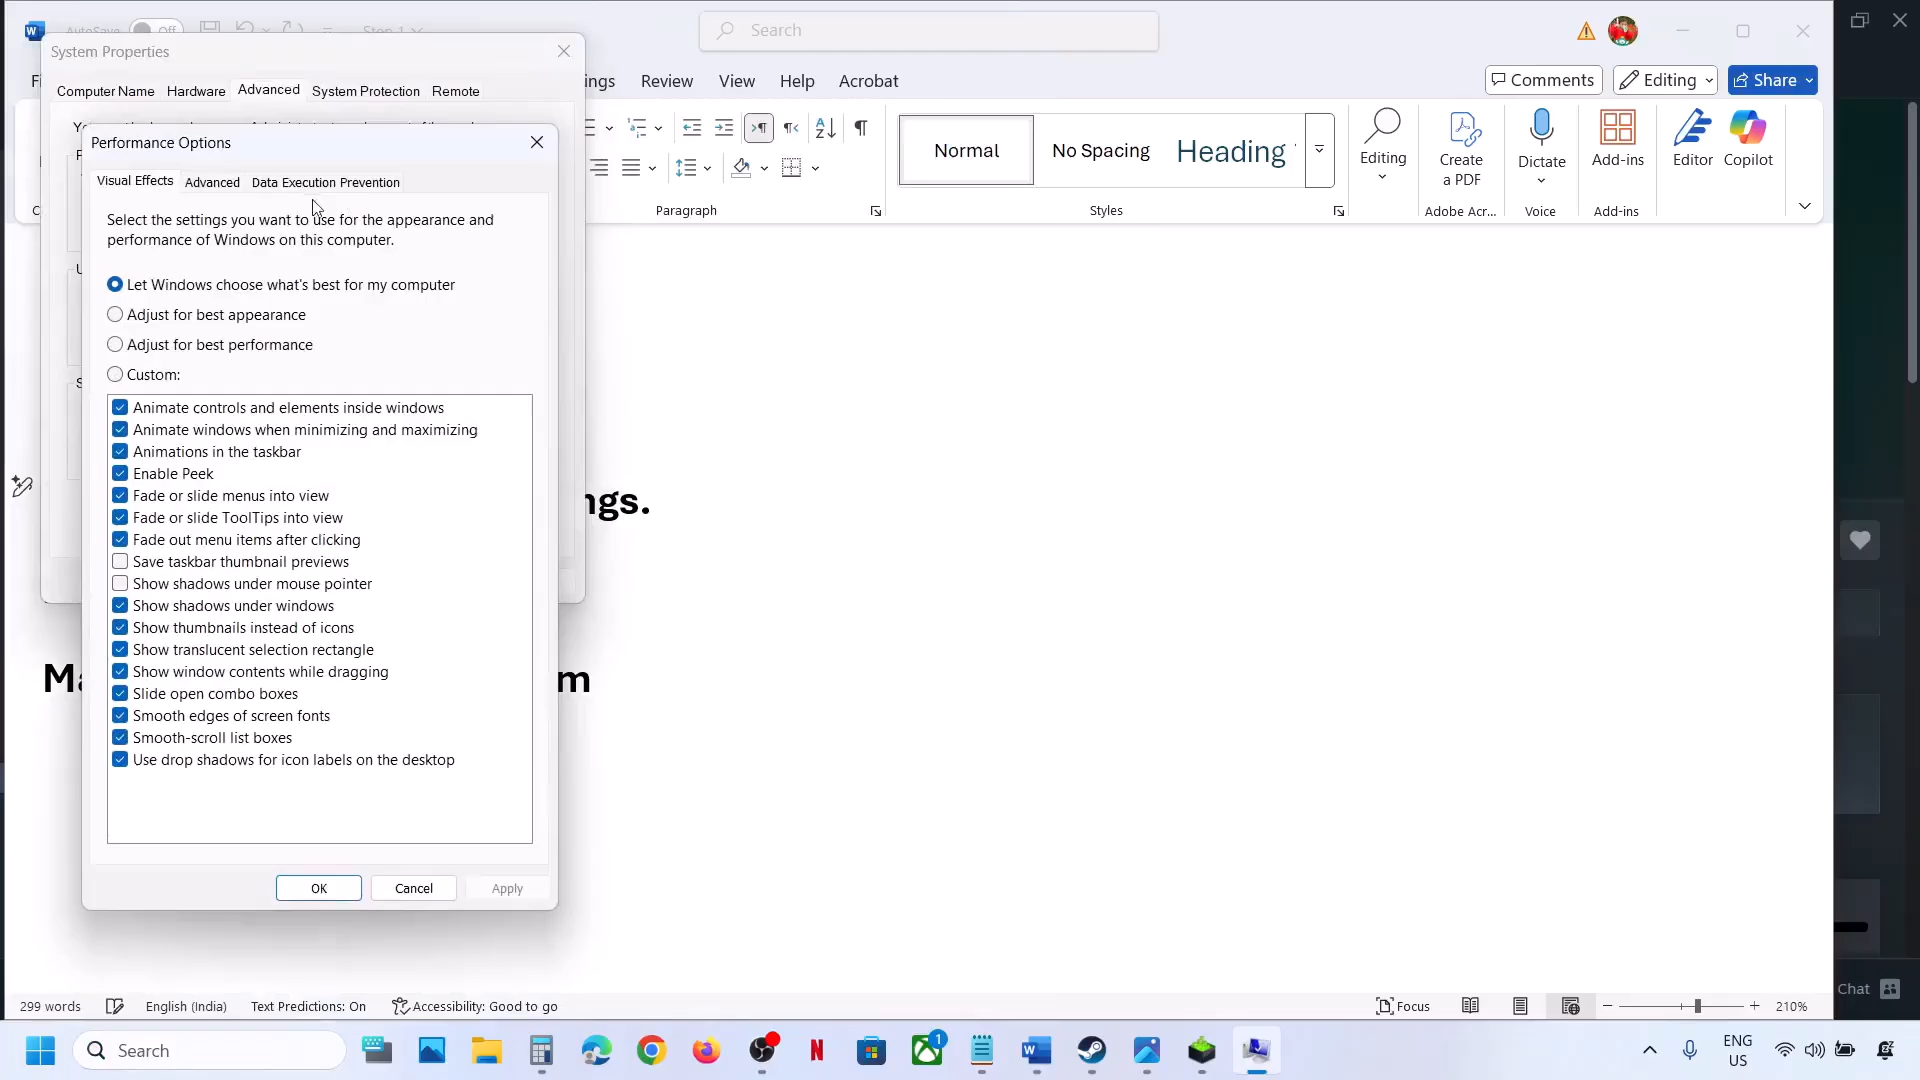 AutoSave
Off
Step 1
Search
System Properties
Computer Name
Hardware
Advanced
System Protection
Remote
ngs
Review
View
Help
Acrobat
Comments
Editing
Share
Performance Options
Visual Effects
Advanced
Data Execution Prevention
Select the settings you want to use for the appearance and
performance of Windows on this computer.
Let Windows choose what's best for my computer
Adjust for best appearance
Adjust for best performance
Custom:
Animate controls and elements inside windows
Animate windows when minimizing and maximizing
Animations in the taskbar
Enable Peek
Fade or slide menus into view
Fade or slide ToolTips into view
Fade out menu items after clicking
Save taskbar thumbnail previews
Show shadows under mouse pointer
Show shadows under windows
Show thumbnails instead of icons
Show translucent selection rectangle
Show window contents while dragging
Slide open combo boxes
Smooth edges of screen fonts
Smooth-scroll list boxes
Use drop shadows for icon labels on the desktop
OK
Cancel
Apply
Normal
No Spacing
Heading
Editing
Create
a PDF
Dictate
Add-ins
Editor
Copilot
Paragraph
Styles
Adobe Acr...
Voice
Add-ins
ngs.
Ma
m
299 words
English (India)
Text Predictions: On
Accessibility: Good to go
Focus
210%
Chat
Search
1
ENG
US